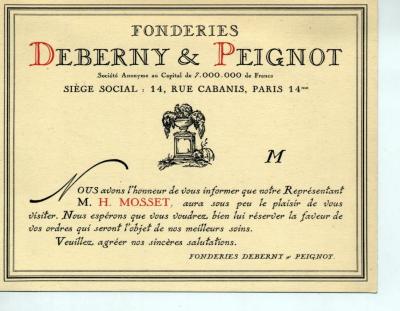 FONDERIES
DEBERNY & PEIGNOT
Société Anonyme au Capital de 7.000.000 de Francs
SIÈGE SOCIAL : 14, RUE CABANIS, PARIS 14me
M
NOUS avons l'honneur de vous informer que notre Représentant
M. H. MOSSET, aura sous peu le plaisir de vous
visiter. Nous espérons que vous voudrez bien lui réserver la faveur de
vos ordres qui seront l'objet de nos meilleurs soins.
Veuillez agréer nos sincères salutations.
FONDERIES DEBERNY & PEIGNOT.